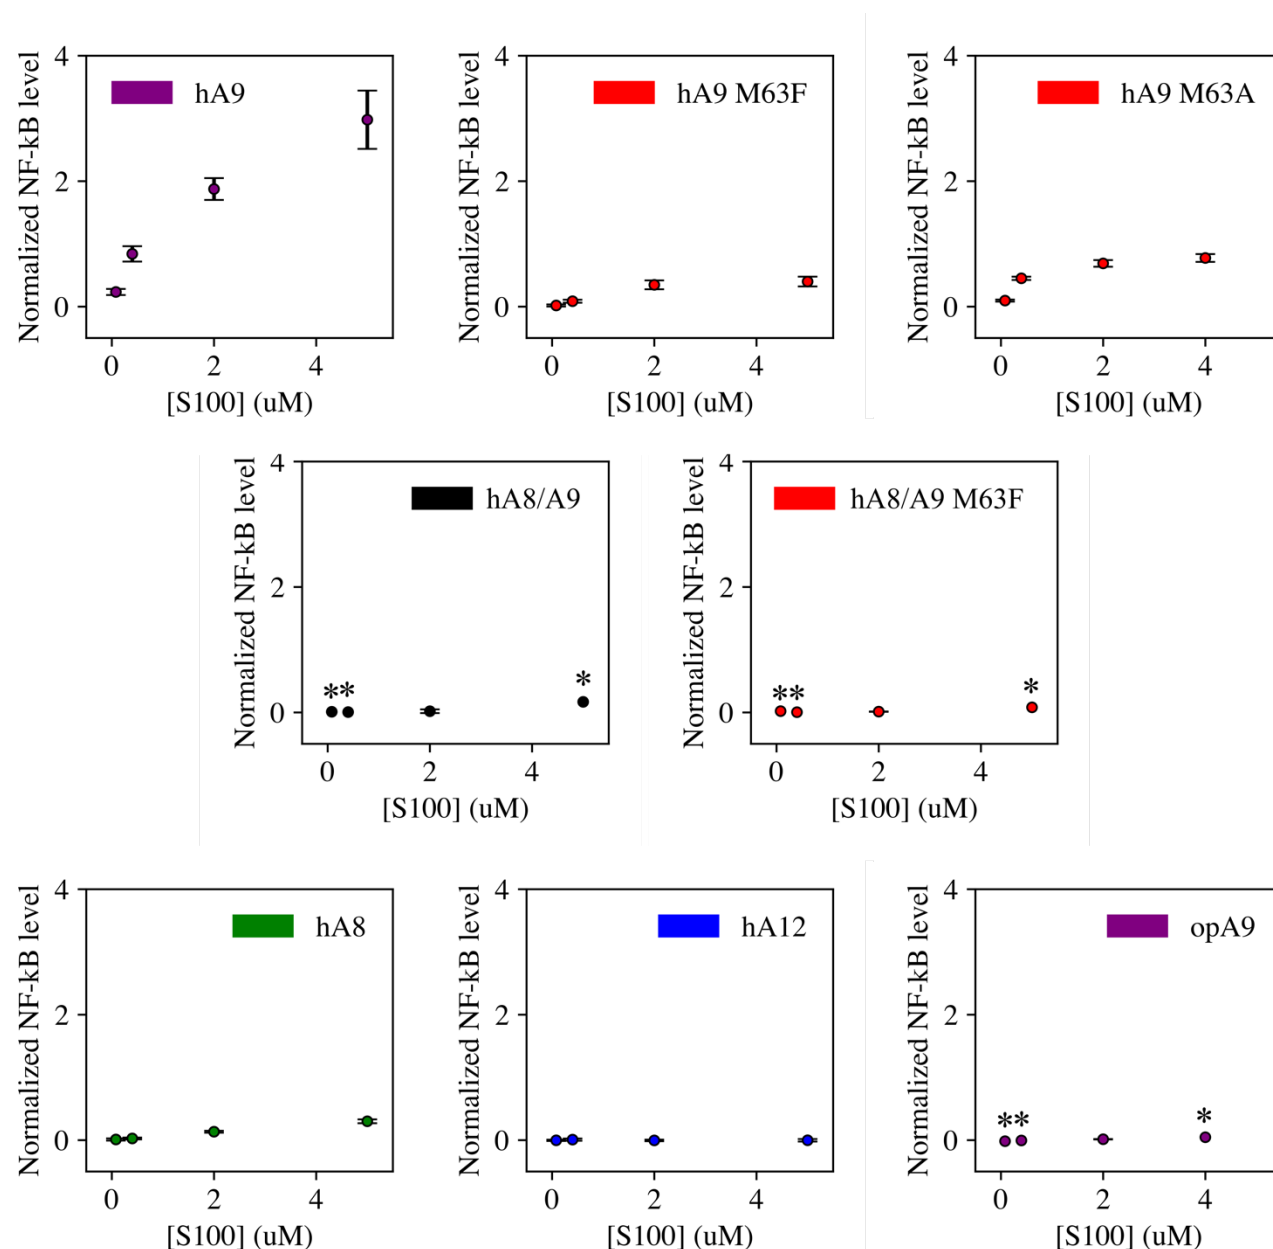 Normalized NF-kB level
4
2
0
hA9
0 2 4
[S100] (uM)
Normalized NF-kB level
4
2
0
hA9 M63F
0 2 4
[S100] (uM)
Normalized NF-kB level
4
2
0
hA9 M63A
0 2 4
[S100] (uM)
Normalized NF-kB level
4
2
0
hA8/A9
** *
0 2 4
[S100] (uM)
Normalized NF-kB level
4
2
0
hA8/A9 M63F
** *
0 2 4
[S100] (uM)
Normalized NF-kB level
4
2
0
hA8
0 2 4
[S100] (uM)
Normalized NF-kB level
4
2
0
hA12
0 2 4
[S100] (uM)
Normalized NF-kB level
4
2
0
opA9
** *
0 2 4
[S100] (uM)